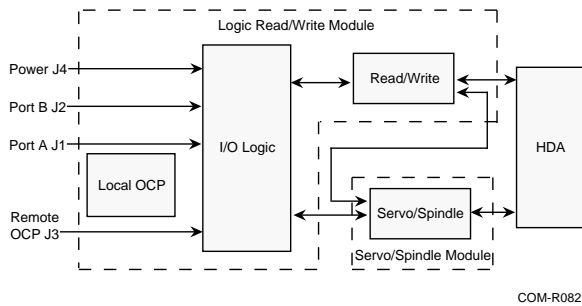 Logic Read/Write Module
Power J4
Port B J2
Port A J1
Local OCP
Remote
OCP J3
I/O Logic
Read/Write
HDA
Servo/Spindle
Servo/Spindle Module
COM-R082